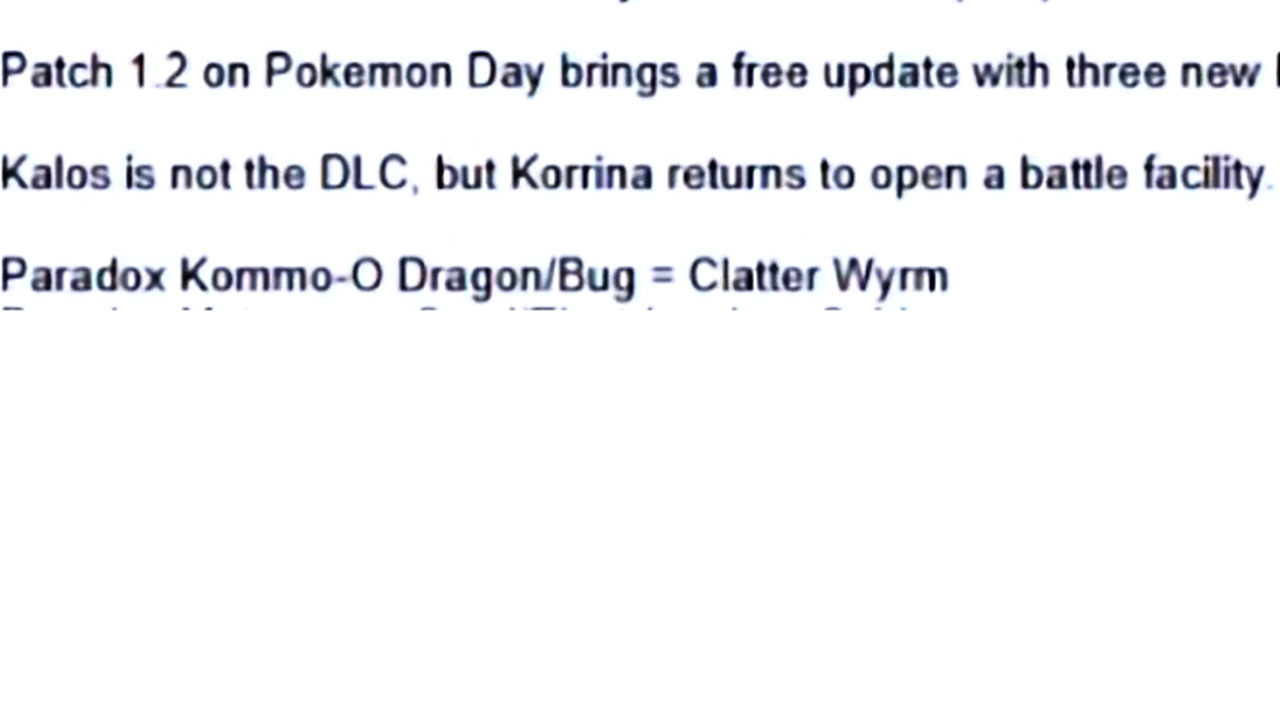 Patch 1.2 on Pokemon Day brings a free update with three new
Kalos is not the DLC, but Korrina returns to open a battle facility.
Paradox Kommo-O Dragon/Bug = Clatter Wyrm